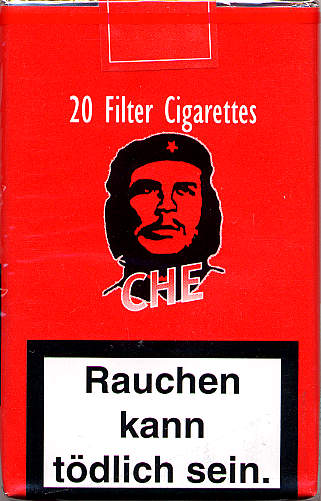 20 Filter Cigarettes
CHE
Rauchen
kann
tödlich sein.